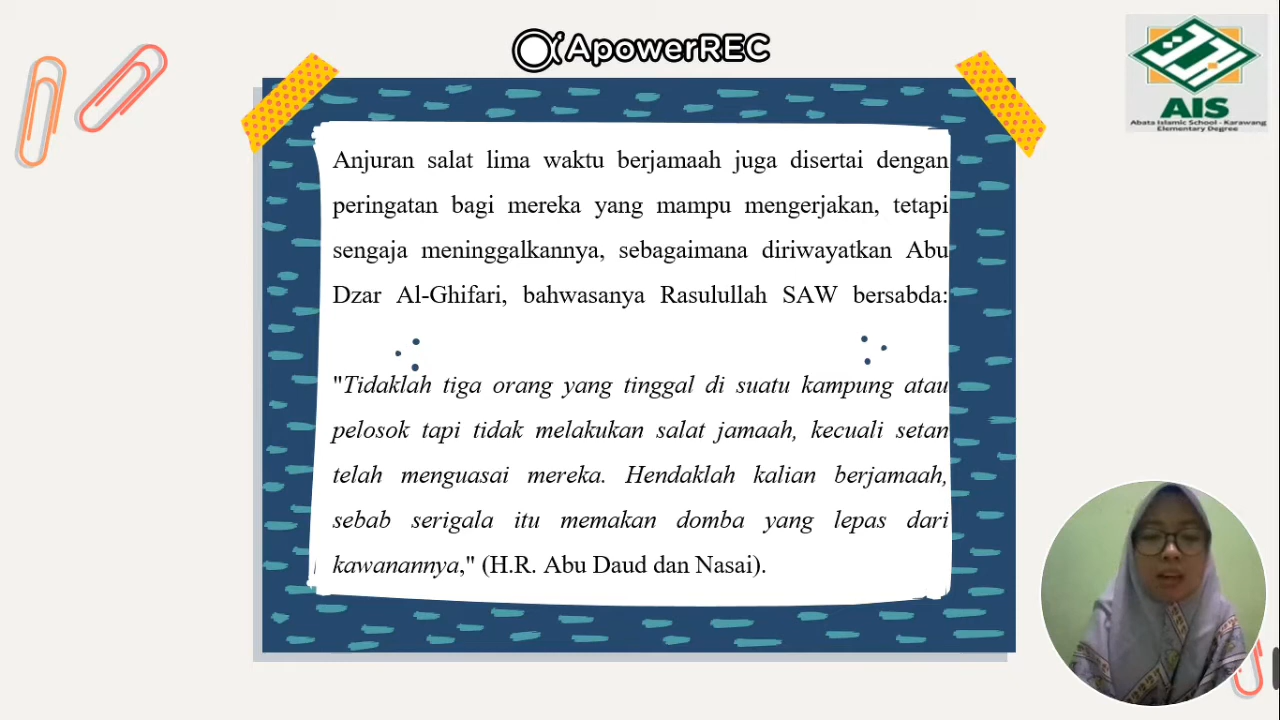 ApowerREC
AIS
Abata Islamic School - Karawang
Elementary Degree
Anjuran salat lima waktu berjamaah juga disertai dengan
peringatan bagi mereka yang mampu mengerjakan, tetapi
sengaja meninggalkannya, sebagaimana diriwayatkan Abu
Dzar Al-Ghifari, bahwasanya Rasulullah SAW bersabda:
"Tidaklah tiga orang yang tinggal di suatu kampung atau
pelosok tapi tidak melakukan salat jamaah, kecuali setan
telah menguasai mereka. Hendaklah kalian berjamaah,
sebab serigala itu memakan domba yang lepas dari
kawanannya," (H.R. Abu Daud dan Nasai).